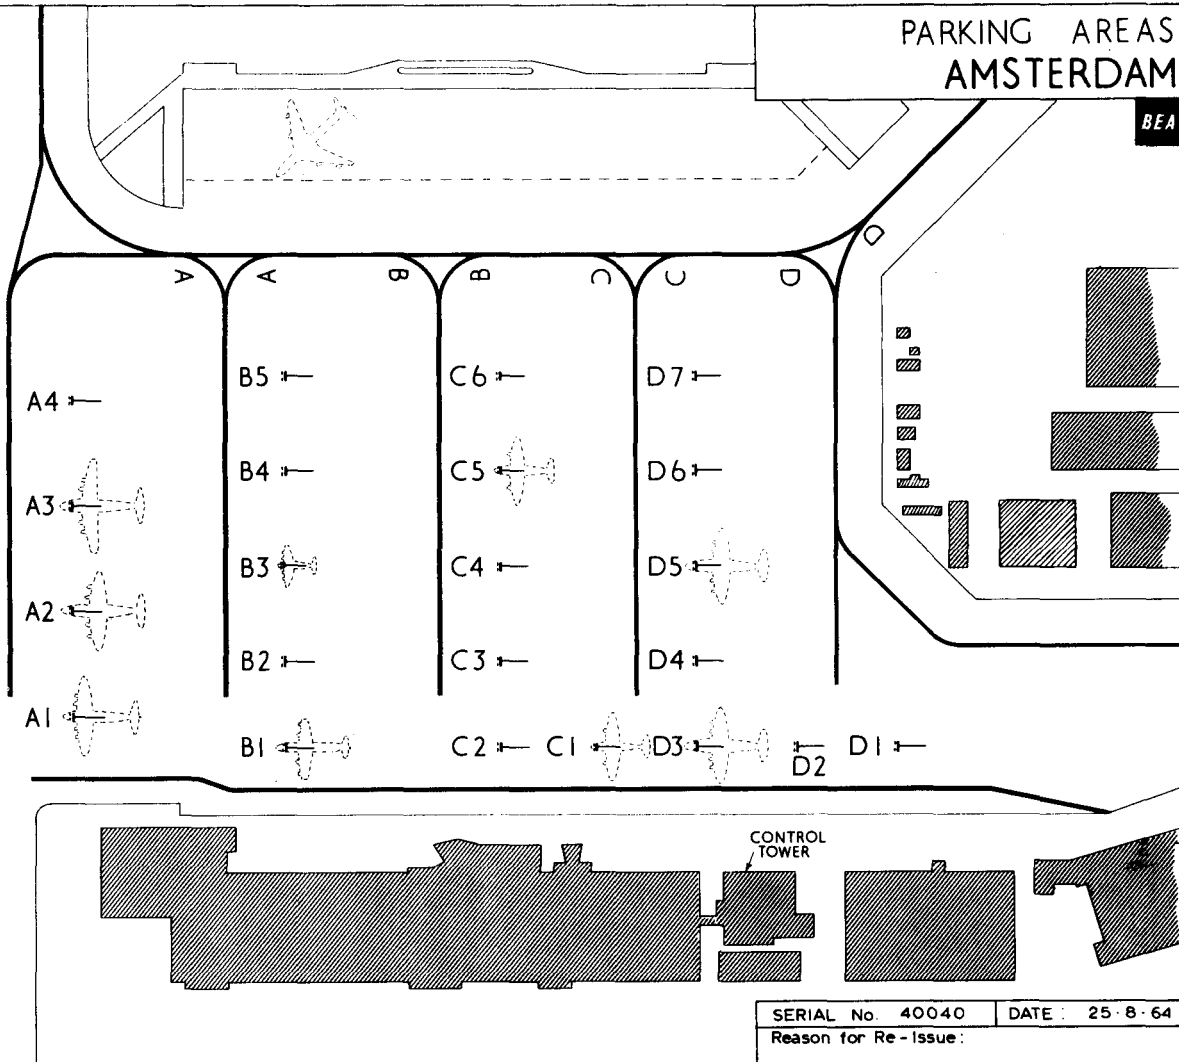 PARKING AREAS
AMSTERDAM
BEA
D
A A B B C C D
B5 C6 D7
A4
B4 C5 D6
A3
B3 C4 D5
A2
B2 C3 D4
A1
B1 C2 C1 D3 D2 D1
CONTROL
TOWER
SERIAL No. 40040 DATE : 25·8·64
Reason for Re-Issue: